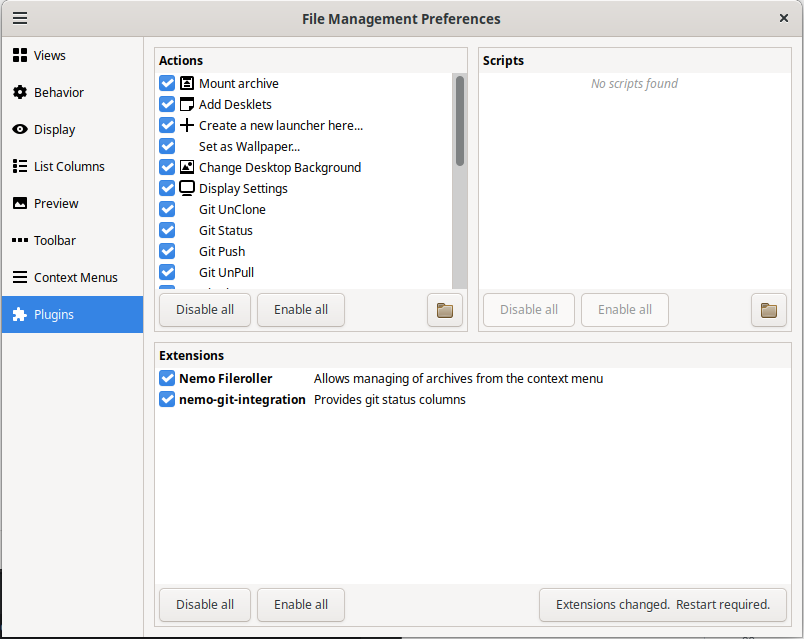 File Management Preferences
Views
Behavior
Display
List Columns
Preview
Toolbar
Context Menus
Plugins
Actions
Mount archive
Add Desklets
Create a new launcher here...
Set as Wallpaper...
Change Desktop Background
Display Settings
Git UnClone
Git Status
Git Push
Git UnPull
Disable all
Enable all
Scripts
No scripts found
Disable all
Enable all
Extensions
Nemo Fileroller Allows managing of archives from the context menu
nemo-git-integration Provides git status columns
Disable all
Enable all
Extensions changed. Restart required.